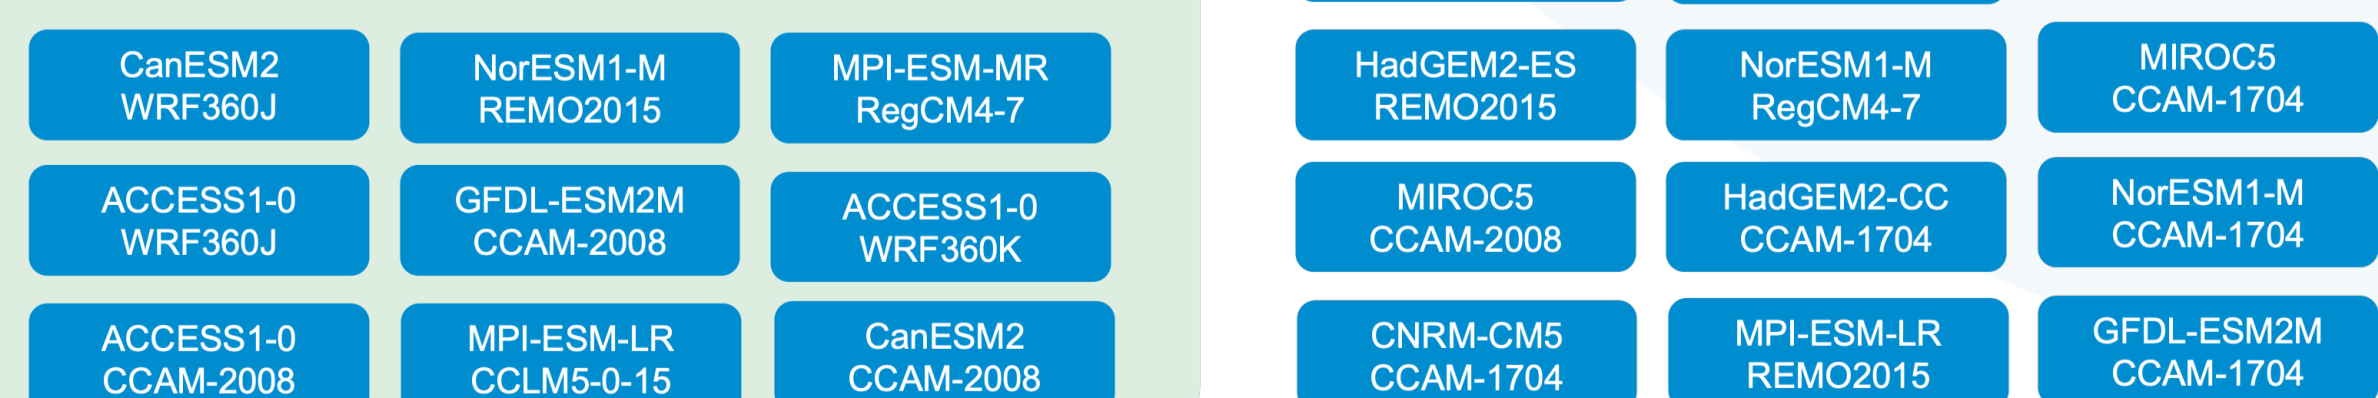 CanESM2
WRF360J
NorESM1-M
REMO2015
MPI-ESM-MR
RegCM4-7
HadGEM2-ES
REMO2015
NorESM1-M
RegCM4-7
MIROC5
CCAM-1704
ACCESS1-0
WRF360J
GFDL-ESM2M
CCAM-2008
ACCESS1-0
WRF360K
MIROC5
CCAM-2008
HadGEM2-CC
CCAM-1704
NorESM1-M
CCAM-1704
ACCESS1-0
CCAM-2008
MPI-ESM-LR
CCLM5-0-15
CanESM2
CCAM-2008
CNRM-CM5
CCAM-1704
MPI-ESM-LR
REMO2015
GFDL-ESM2M
CCAM-1704